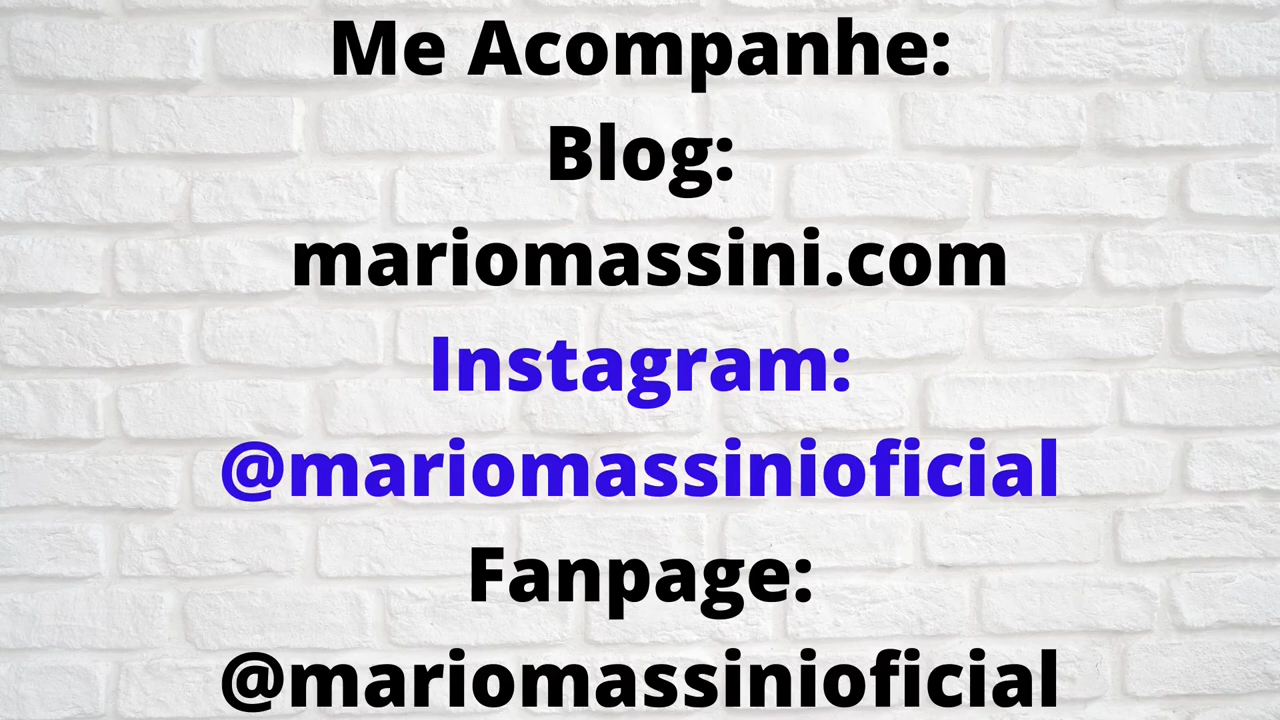 Me Acompanhe:
Blog:
mariomassini.com
Instagram:
@mariomassinioficial
Fanpage:
@mariomassinioficial